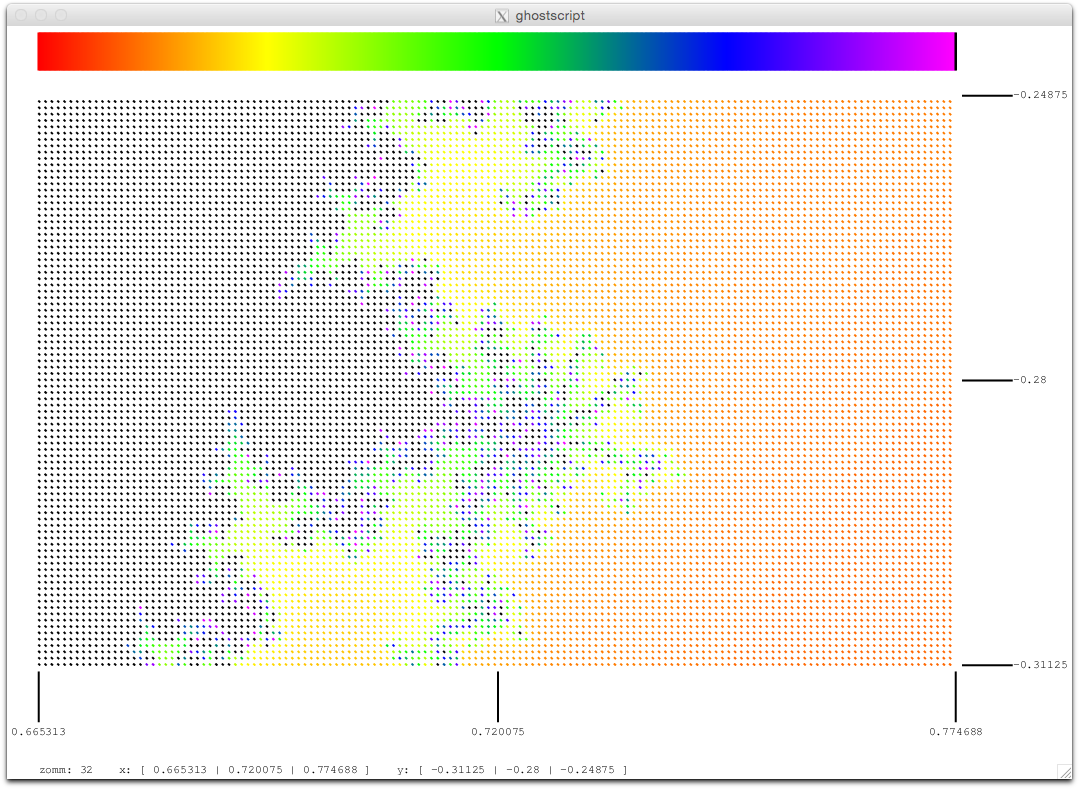 ghostscript
-0.24875
-0.28
-0.31125
0.665313 0.720075 0.774688
zomm: 32 x: [ 0.665313 | 0.720075 | 0.774688 ] y: [ -0.31125 | -0.28 | -0.24875 ]